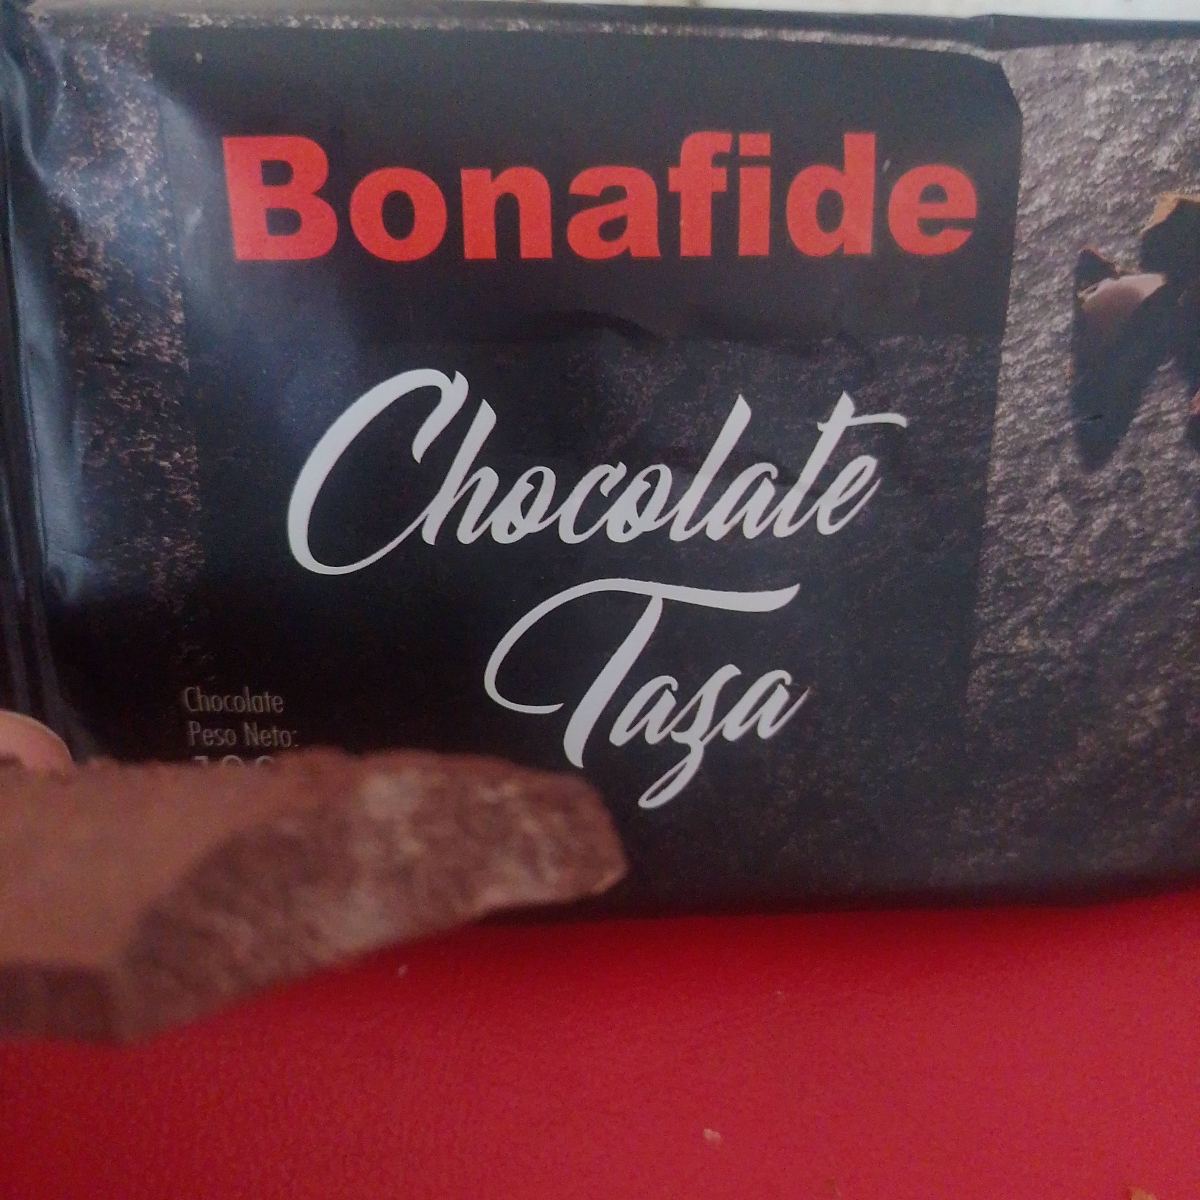 Bonafide
Chocolate
Taza
Chocolate
Peso Neto: